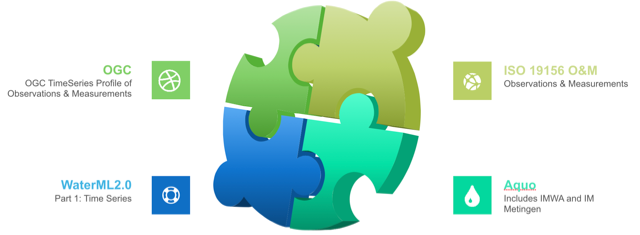 OGC
OGC TimeSeries Profile of
Observations & Measurements
ISO 19156 O&M
Observations & Measurements
WaterML2.0
Part 1: Time Series
Aquo
Includes IMWA and IM
Metingen